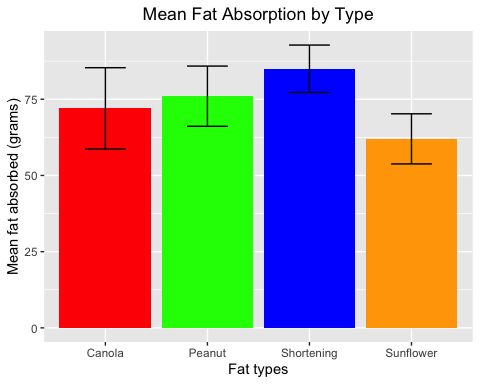 Mean Fat Absorption by Type
Mean fat absorbed (grams)
75
50
25
0
Canola Peanut Shortening Sunflower
Fat types